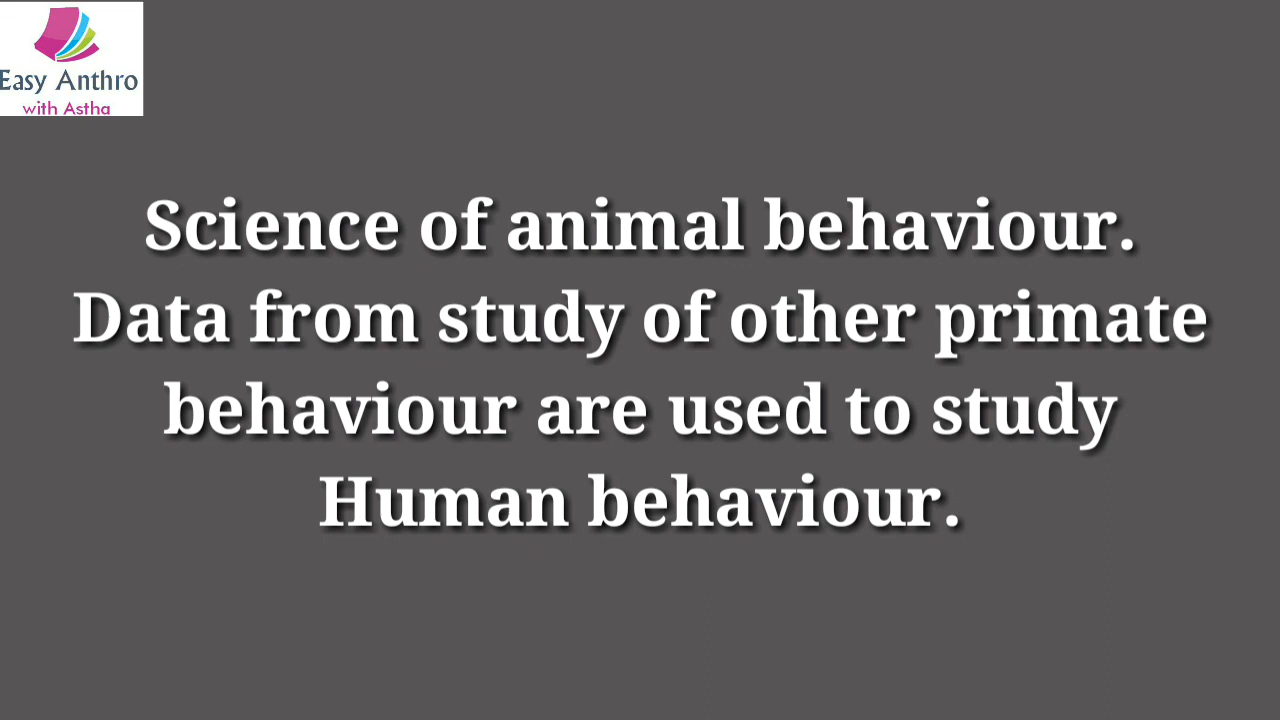 Easy Anthro
with Astha
Science of animal behaviour.
Data from study of other primate
behaviour are used to study
Human behaviour.